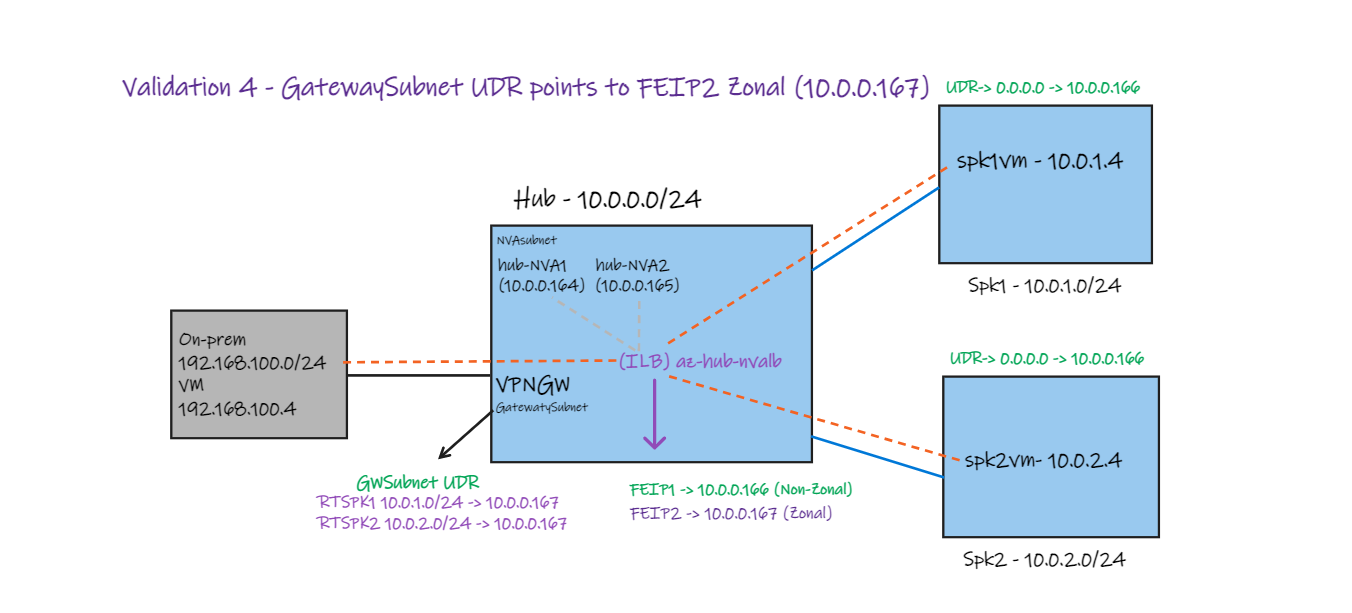 Validation 4 - GatewaySubnet UDR points to FEIP2 Zonal (10.0.0.167)
UDR-> 0.0.0.0 -> 10.0.0.166
spk1vm - 10.0.1.4
Spk1 - 10.0.1.0/24
Hub - 10.0.0.0/24
NVAsubnet
hub-NVA1
(10.0.0.164)
hub-NVA2
(10.0.0.165)
(ILB) az-hub-nvalb
VPNGW
GatewatySubnet
On-prem
192.168.100.0/24
VM
192.168.100.4
GWSubnet UDR
RTSPK1 10.0.1.0/24 -> 10.0.0.167
RTSPK2 10.0.2.0/24 -> 10.0.0.167
FEIP1 -> 10.0.0.166 (Non-Zonal)
FEIP2 -> 10.0.0.167 (Zonal)
UDR-> 0.0.0.0 -> 10.0.0.166
spk2vm- 10.0.2.4
Spk2 - 10.0.2.0/24